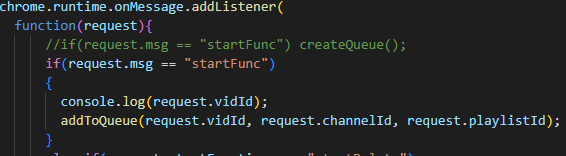 chrome.runtime.onMessage.addListener(
function(request){
//if(request.msg == "startFunc") createQueue();
if(request.msg == "startFunc")
{
console.log(request.vidId);
addToQueue(request.vidId, request.channelId, request.playlistId);
}